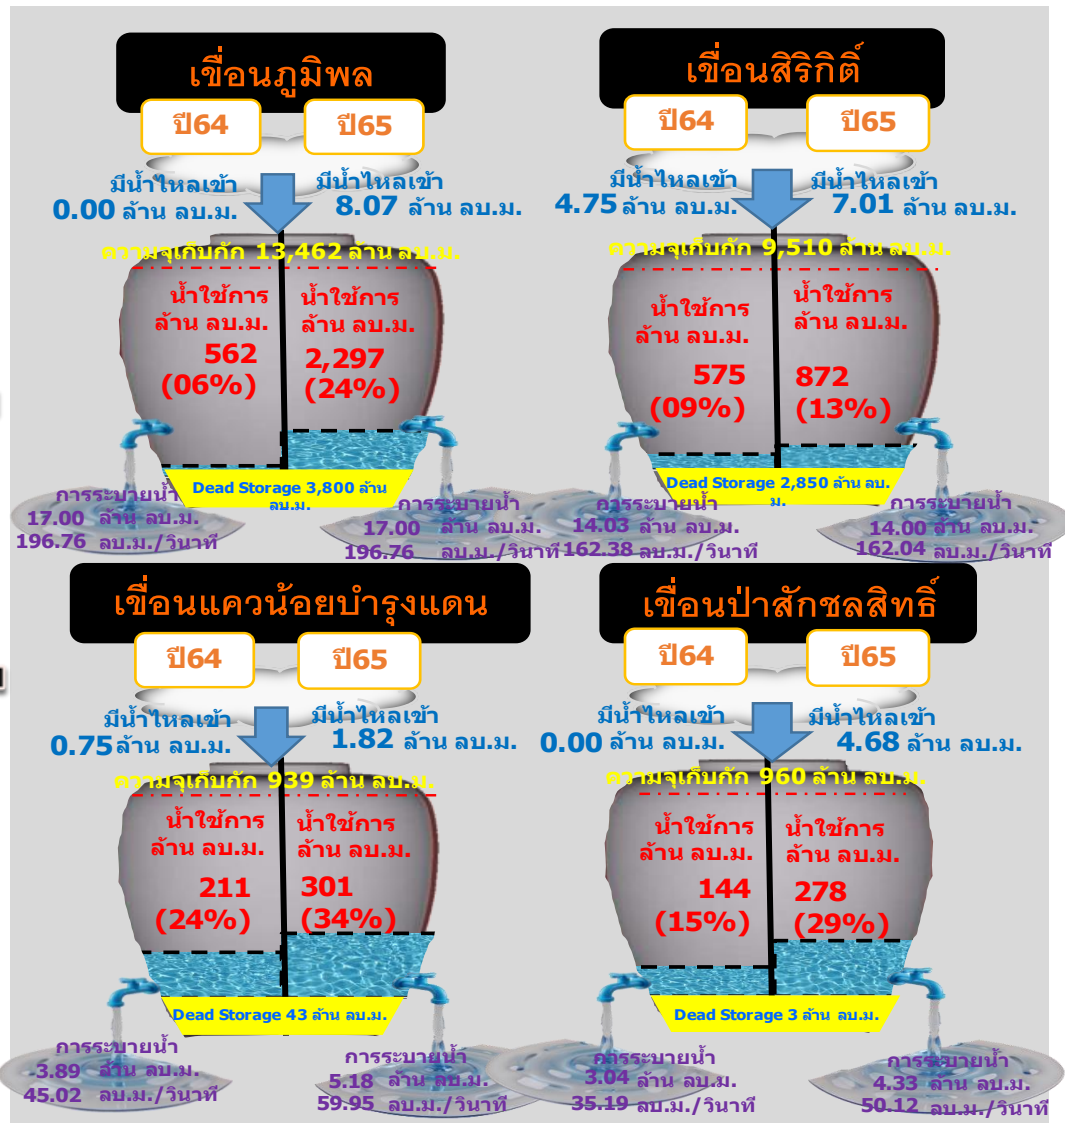 เขื่อนภูมิพล
ปี64
ปี65
มีน้ำไหลเข้า
0.00 ล้าน ลบ.ม.
มีน้ำไหลเข้า
8.07 ล้าน ลบ.ม.
ความจุเก็บกัก 13,462 ล้าน ลบ.ม.
น้ำใช้การ
ล้าน ลบ.ม.
562
(06%)
น้ำใช้การ
ล้าน ลบ.ม.
2,297
(24%)
Dead Storage 3,800 ล้าน
ลบ.ม.
การระบายน้ำ
17.00 ล้าน ลบ.ม.
196.76 ลบ.ม./วินาที
การระบายน้ำ
17.00 ล้าน ลบ.ม.
196.76 ลบ.ม./วินาที
เขื่อนสิริกิติ์
ปี64
ปี65
มีน้ำไหลเข้า
4.75 ล้าน ลบ.ม.
มีน้ำไหลเข้า
7.01 ล้าน ลบ.ม.
ความจุเก็บกัก 9,510 ล้าน ลบ.ม.
น้ำใช้การ
ล้าน ลบ.ม.
575
(09%)
น้ำใช้การ
ล้าน ลบ.ม.
872
(13%)
Dead Storage 2,850 ล้าน ลบ.
ม.
การระบายน้ำ
14.03 ล้าน ลบ.ม.
162.38 ลบ.ม./วินาที
การระบายน้ำ
14.00 ล้าน ลบ.ม.
162.04 ลบ.ม./วินาที
เขื่อนแควน้อยบำรุงแดน
ปี64
ปี65
มีน้ำไหลเข้า
0.75 ล้าน ลบ.ม.
มีน้ำไหลเข้า
1.82 ล้าน ลบ.ม.
ความจุเก็บกัก 939 ล้าน ลบ.ม.
น้ำใช้การ
ล้าน ลบ.ม.
211
(24%)
น้ำใช้การ
ล้าน ลบ.ม.
301
(34%)
Dead Storage 43 ล้าน ลบ.ม.
การระบายน้ำ
3.89 ล้าน ลบ.ม.
45.02 ลบ.ม./วินาที
การระบายน้ำ
5.18 ล้าน ลบ.ม.
59.95 ลบ.ม./วินาที
เขื่อนป่าสักชลสิทธิ์
ปี64
ปี65
มีน้ำไหลเข้า
0.00 ล้าน ลบ.ม.
มีน้ำไหลเข้า
4.68 ล้าน ลบ.ม.
ความจุเก็บกัก 960 ล้าน ลบ.ม.
น้ำใช้การ
ล้าน ลบ.ม.
144
(15%)
น้ำใช้การ
ล้าน ลบ.ม.
278
(29%)
Dead Storage 3 ล้าน ลบ.ม.
การระบายน้ำ
3.04 ล้าน ลบ.ม.
35.19 ลบ.ม./วินาที
การระบายน้ำ
4.33 ล้าน ลบ.ม.
50.12 ลบ.ม./วินาที